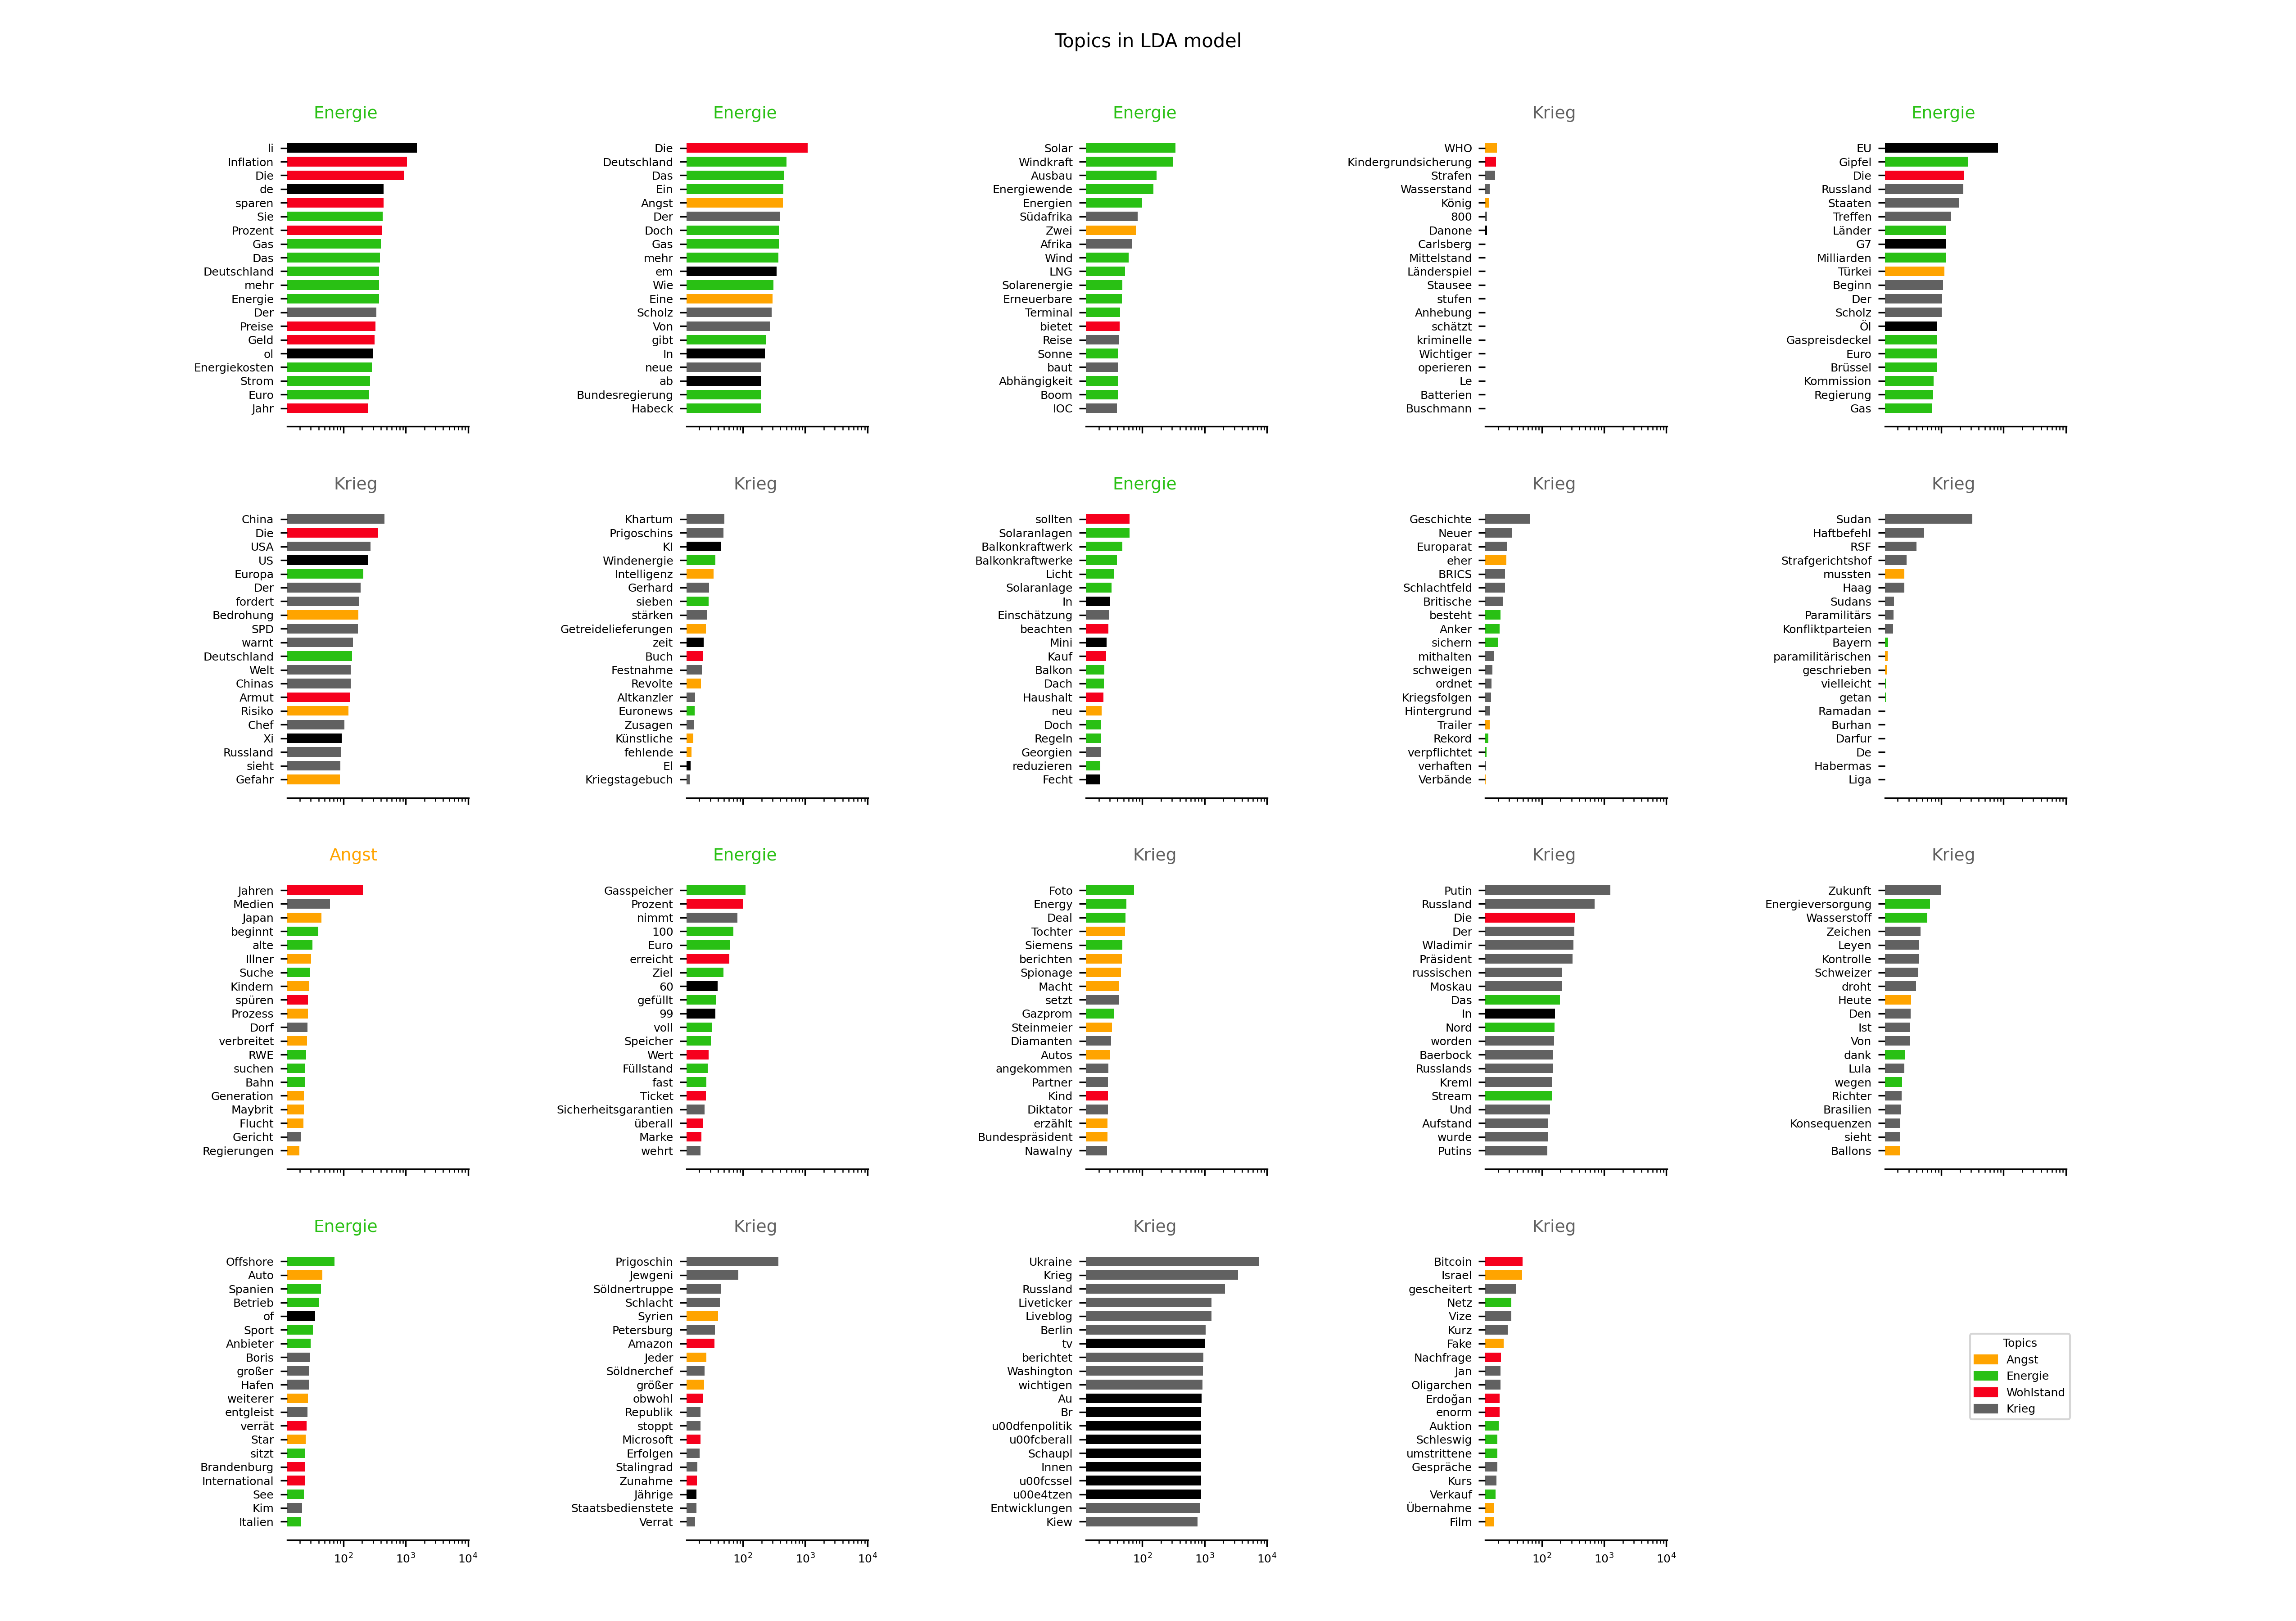 Topics in LDA model
Energie
li
Inflation
Die
de
sparen
Sie
Prozent
Gas
Das
Deutschland
mehr
Energie
Der
Preise
Geld
ol
Energiekosten
Strom
Euro
Jahr
Energie
Die
Deutschland
Das
Ein
Angst
Der
Doch
Gas
mehr
em
Wie
Eine
Scholz
Von
gibt
In
neue
ab
Bundesregierung
Habeck
Energie
Solar
Windkraft
Ausbau
Energiewende
Energien
Südafrika
Zwei
Afrika
Wind
LNG
Solarenergie
Erneuerbare
Terminal
bietet
Reise
Sonne
baut
Abhängigkeit
Boom
IOC
Krieg
WHO
Kindergrundsicherung
Strafen
Wasserstand
König
800
Danone
Carlsberg
Mittelstand
Länderspiel
Stausee
stufen
Anhebung
schätzt
kriminelle
Wichtiger
operieren
Le
Batterien
Buschmann
Energie
EU
Gipfel
Die
Russland
Staaten
Treffen
Länder
G7
Milliarden
Türkei
Beginn
Der
Scholz
Öl
Gaspreisdeckel
Euro
Brüssel
Kommission
Regierung
Gas
Krieg
China
Die
USA
US
Europa
Der
fordert
Bedrohung
SPD
warnt
Deutschland
Welt
Chinas
Armut
Risiko
Chef
Xi
Russland
sieht
Gefahr
Krieg
Khartum
Prigoschins
KI
Windenergie
Intelligenz
Gerhard
sieben
stärken
Getreidelieferungen
zeit
Buch
Festnahme
Revolte
Altkanzler
Euronews
Zusagen
Künstliche
fehlende
El
Kriegstagebuch
Energie
sollten
Solaranlagen
Balkonkraftwerk
Balkonkraftwerke
Licht
Solaranlage
In
Einschätzung
beachten
Mini
Kauf
Balkon
Dach
Haushalt
neu
Doch
Regeln
Georgien
reduzieren
Fecht
Krieg
Geschichte
Neuer
Europarat
eher
BRICS
Schlachtfeld
Britische
besteht
Anker
sichern
mithalten
schweigen
ordnet
Kriegsfolgen
Hintergrund
Trailer
Rekord
verpflichtet
verhaften
Verbände
Krieg
Sudan
Haftbefehl
RSF
Strafgerichtshof
mussten
Haag
Sudans
Paramilitärs
Konfliktparteien
Bayern
paramilitärischen
geschrieben
vielleicht
getan
Ramadan
Burhan
Darfur
De
Habermas
Liga
Angst
Jahren
Medien
Japan
beginnt
alte
Illner
Suche
Kindern
spüren
Prozess
Dorf
verbreitet
RWE
suchen
Bahn
Generation
Maybrit
Flucht
Gericht
Regierungen
Energie
Gasspeicher
Prozent
nimmt
100
Euro
erreicht
Ziel
60
gefüllt
99
voll
Speicher
Wert
Füllstand
fast
Ticket
Sicherheitsgarantien
überall
Marke
wehrt
Krieg
Foto
Energy
Deal
Tochter
Siemens
berichten
Spionage
Macht
setzt
Gazprom
Steinmeier
Diamanten
Autos
angekommen
Partner
Kind
Diktator
erzählt
Bundespräsident
Nawalny
Krieg
Putin
Russland
Die
Der
Wladimir
Präsident
russischen
Moskau
Das
In
Nord
worden
Baerbock
Russlands
Kreml
Stream
Und
Aufstand
wurde
Putins
Krieg
Zukunft
Energieversorgung
Wasserstoff
Zeichen
Leyen
Kontrolle
Schweizer
droht
Heute
Den
Ist
Von
dank
Lula
wegen
Richter
Brasilien
Konsequenzen
sieht
Ballons
Energie
Offshore
Auto
Spanien
Betrieb
of
Sport
Anbieter
Boris
großer
Hafen
weiterer
entgleist
verrät
Star
sitzt
Brandenburg
International
See
Kim
Italien
10² 10³ 10⁴
Krieg
Prigoschin
Jewgeni
Söldnertruppe
Schlacht
Syrien
Petersburg
Amazon
Jeder
Söldnerchef
größer
obwohl
Republik
stoppt
Microsoft
Erfolgen
Stalingrad
Zunahme
Jährige
Staatsbedienstete
Verrat
10² 10³ 10⁴
Krieg
Ukraine
Krieg
Russland
Liveticker
Liveblog
Berlin
tv
berichtet
Washington
wichtigen
Au
Br
u00dfenpolitik
u00fcberall
Schaupl
Innen
u00fcssel
u00e4tzen
Entwicklungen
Kiew
10² 10³ 10⁴
Krieg
Bitcoin
Israel
gescheitert
Netz
Vize
Kurz
Fake
Nachfrage
Jan
Oligarchen
Erdoğan
enorm
Auktion
Schleswig
umstrittene
Gespräche
Kurs
Verkauf
Übernahme
Film
10² 10³ 10⁴
Topics
Angst
Energie
Wohlstand
Krieg